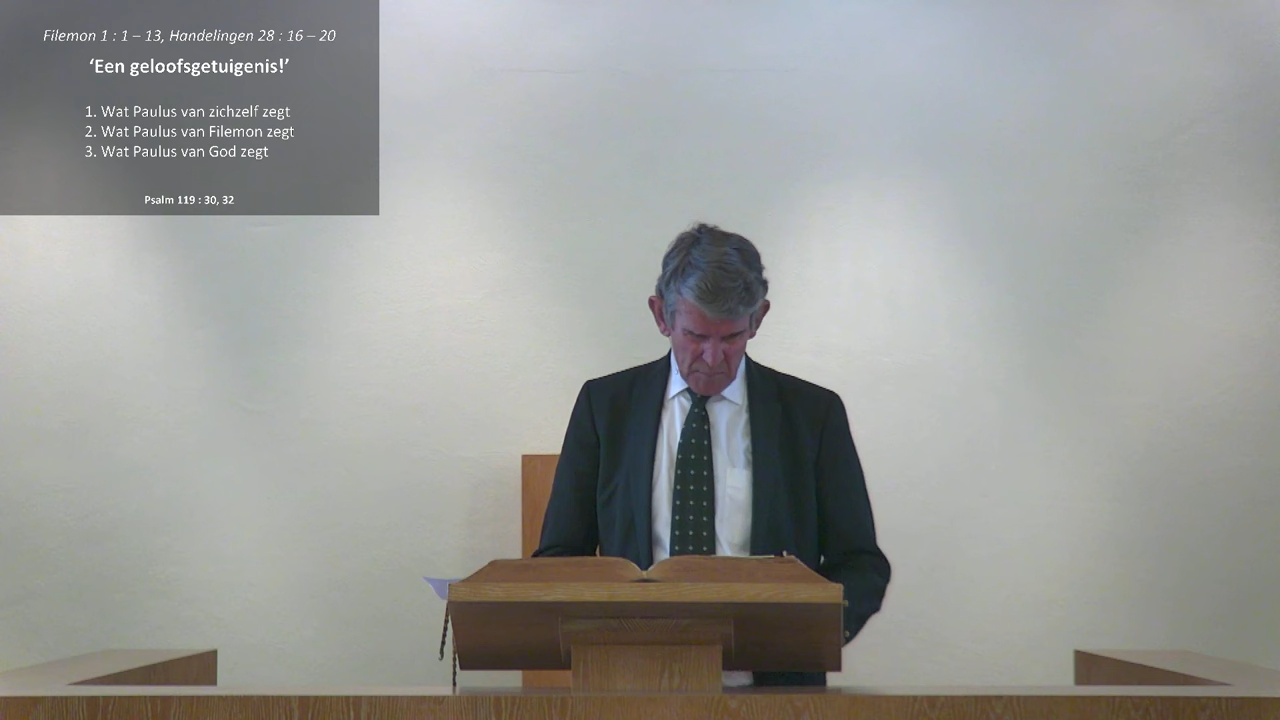 Filemon 1 : 1 – 13, Handelingen 28 : 16 – 20
‘Een geloofsgetuigenis!’
1. Wat Paulus van zichzelf zegt
2. Wat Paulus van Filemon zegt
3. Wat Paulus van God zegt
Psalm 119 : 30, 32